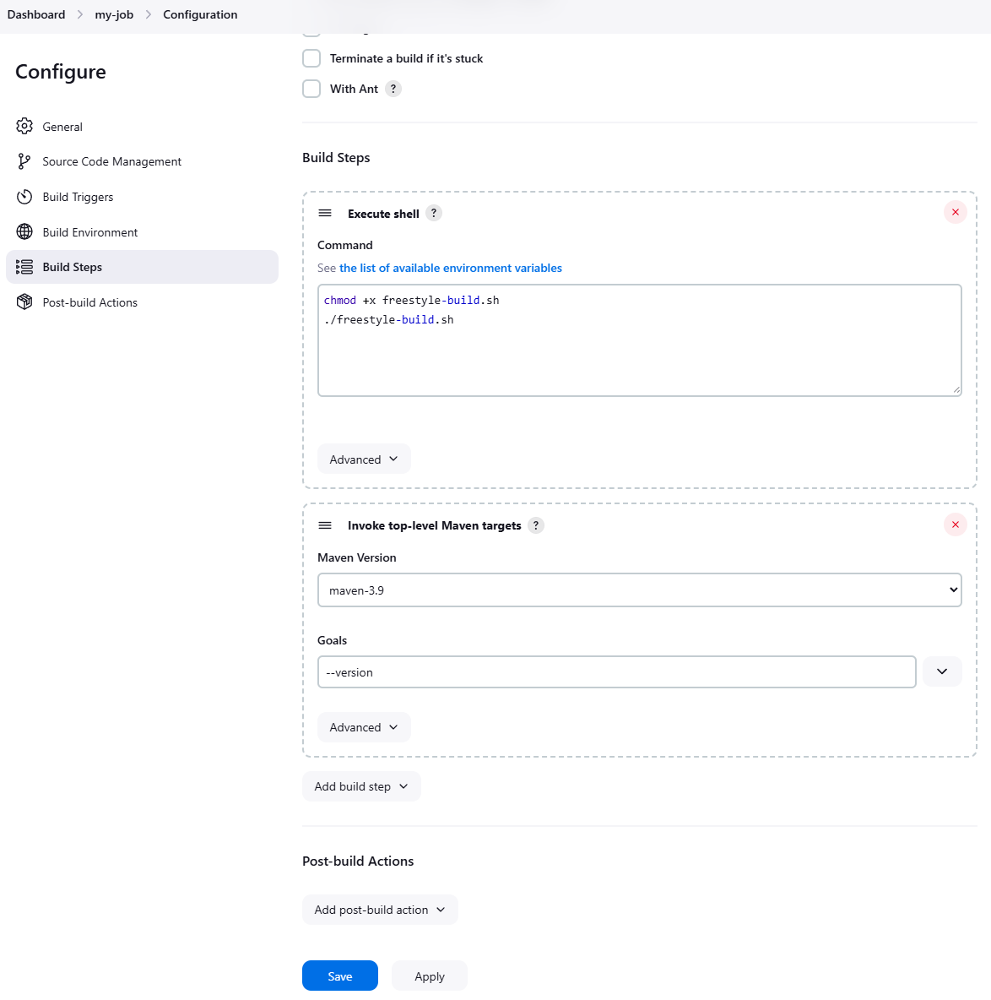 Dashboard
my-job
Configuration
Configure
General
Source Code Management
Build Triggers
Build Environment
Build Steps
Post-build Actions
Terminate a build if it's stuck
With Ant ?
Build Steps
Execute shell ?
Command
See the list of available environment variables
chmod +x freestyle-build.sh
./freestyle-build.sh
Advanced
Invoke top-level Maven targets ?
Maven Version
maven-3.9
Goals
--version
Advanced
Add build step
Post-build Actions
Add post-build action
Save
Apply